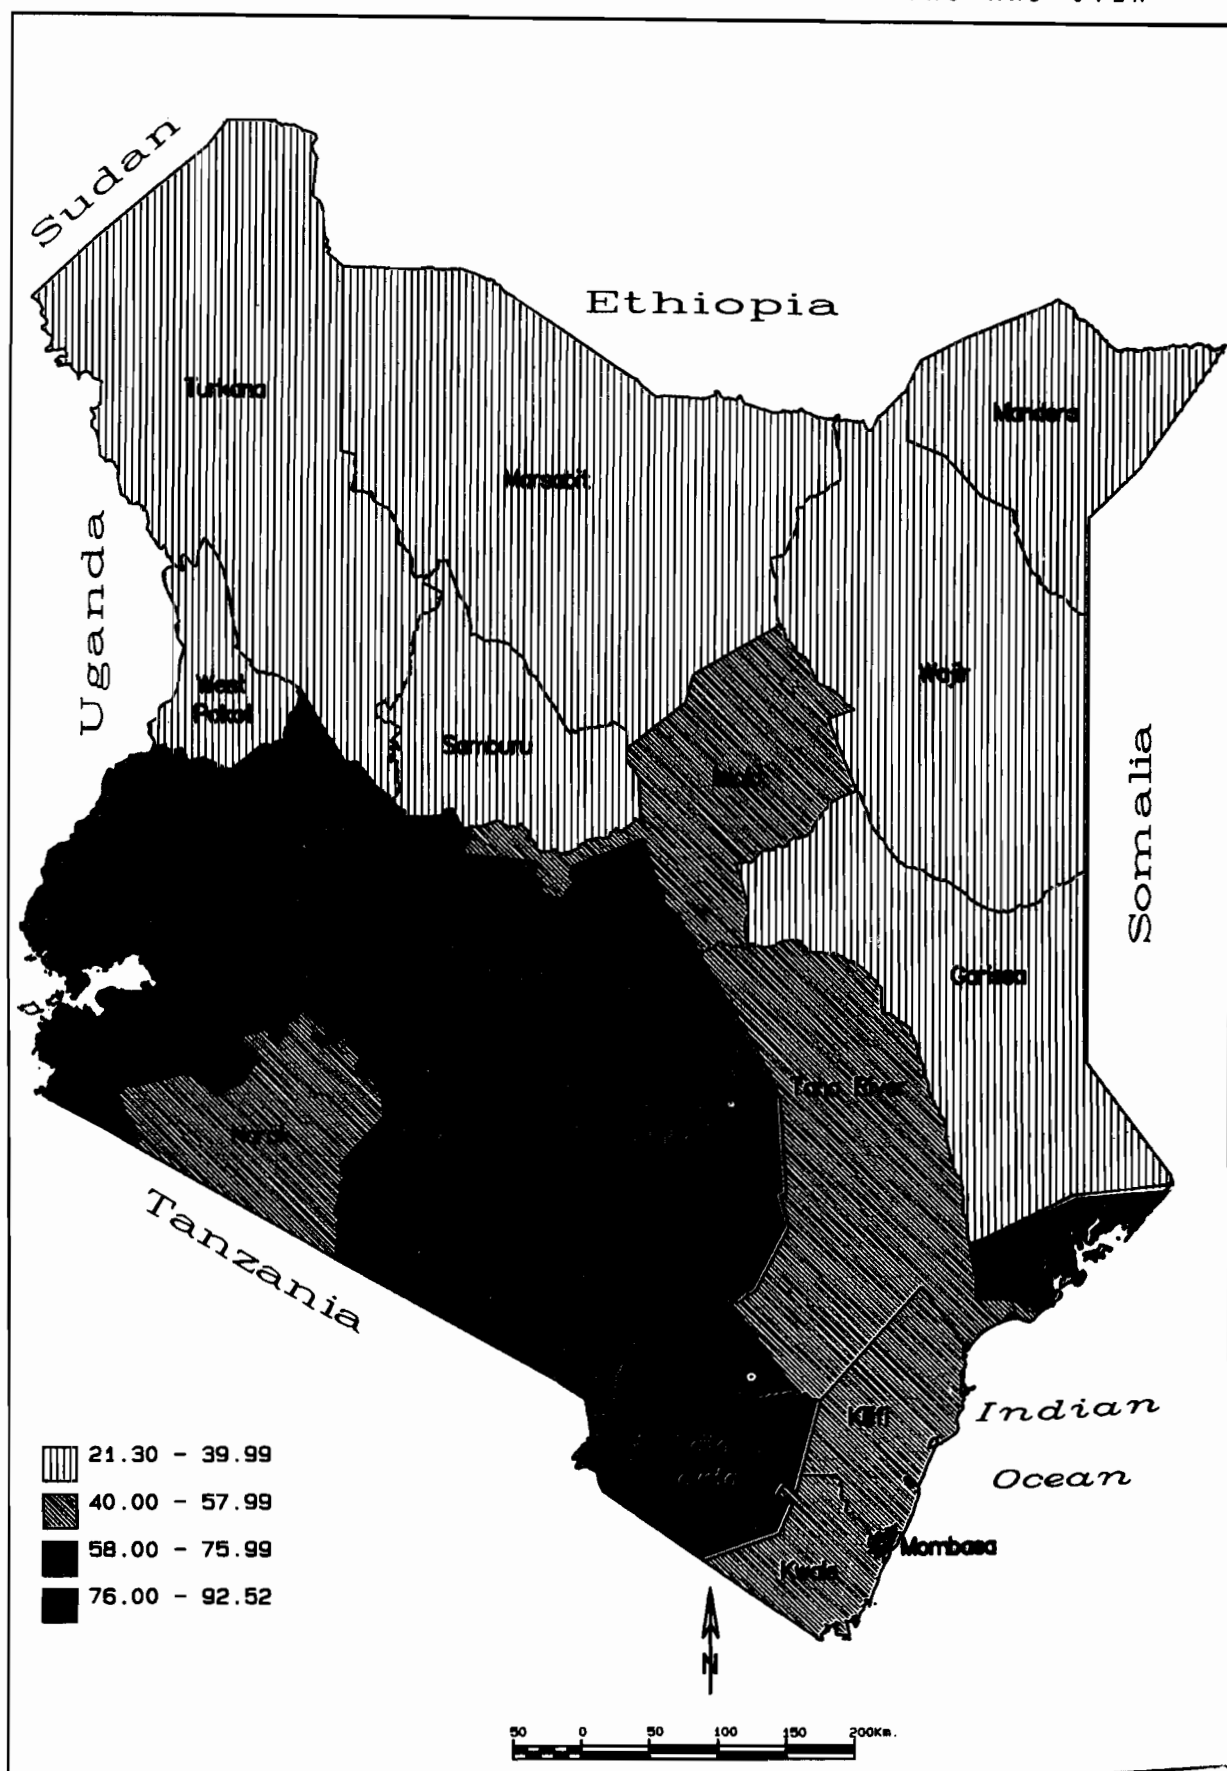 Sudan
Ethiopia
Turkana
Mandera
Marsabit
Uganda
Wajir
West
Pokot
Samburu
Isiolo
Somalia
Garissa
Tana River
Narok
Tanzania
Kilifi
Indian
Ocean
21.30 - 39.99
40.00 - 57.99
58.00 - 75.99
76.00 - 92.52
Mombasa
Kwale
N
50 0 50 100 150 200Km.